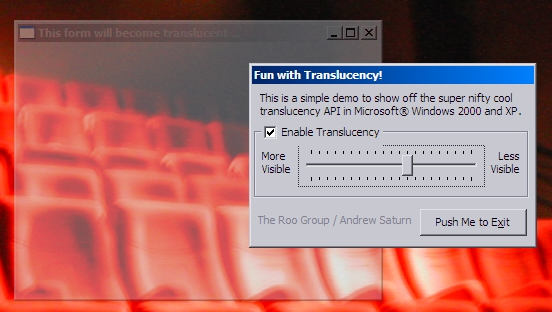 This form will become translucent...
Fun with Translucency!
This is a simple demo to show off the super nifty cool
translucency API in Microsoft® Windows 2000 and XP.
Enable Translucency
More
Visible
Less
Visible
The Roo Group / Andrew Saturn
Push Me to Exit